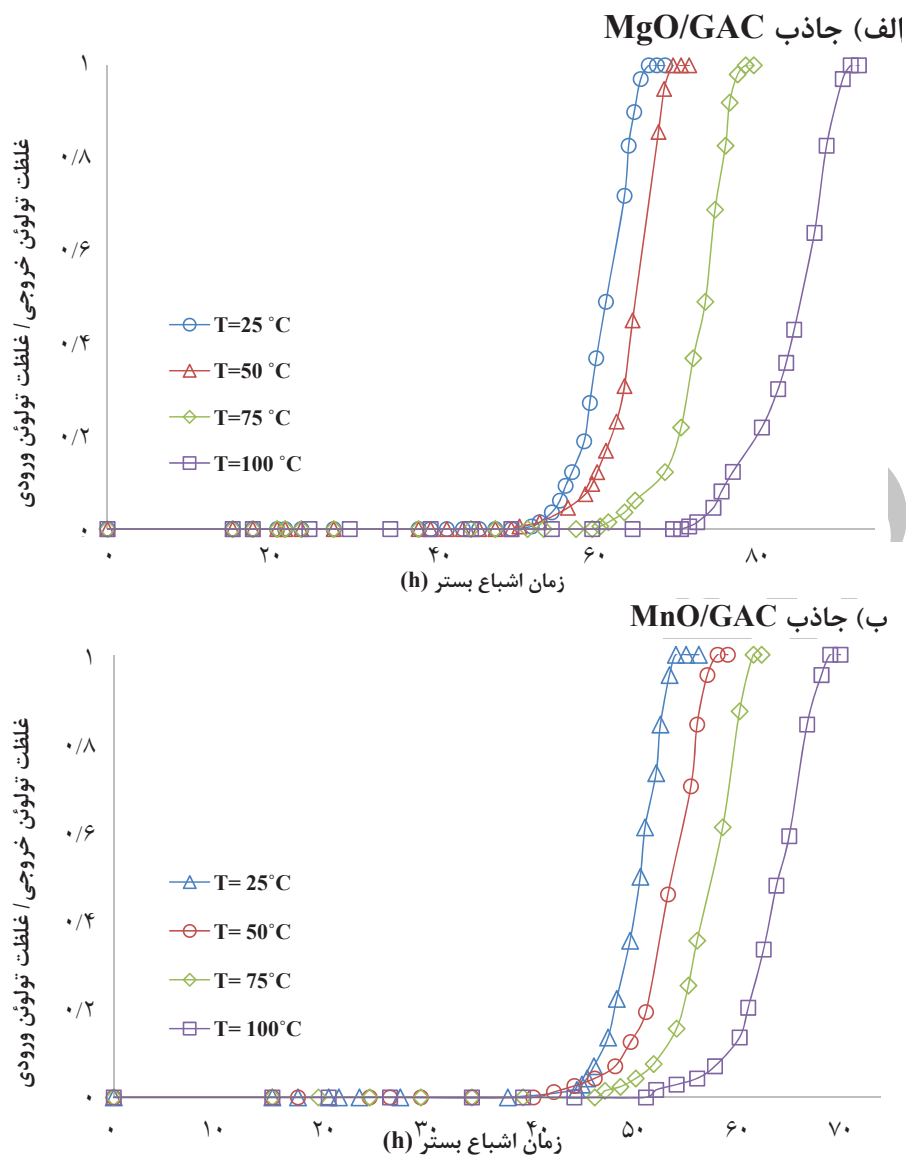 الف) جاذب MgO/GAC
غلظت تولوئن خروجی/ غلظت تولوئن ورودی
۱
۰/۸
۰/۶
۰/۴
۰/۲
۰
T=25 °C
T=50 °C
T=75 °C
T=100 °C
۰ ۲۰ ۴۰ ۶۰ ۸۰
زمان اشباع بستر (h)
ب) جاذب MnO/GAC
غلظت تولوئن خروجی/ غلظت تولوئن ورودی
۱
۰/۸
۰/۶
۰/۴
۰/۲
۰
T= 25°C
T= 50°C
T= 75°C
T= 100°C
۰ ۱۰ ۲۰ ۳۰ ۴۰ ۵۰ ۶۰ ۷۰
زمان اشباع بستر (h)